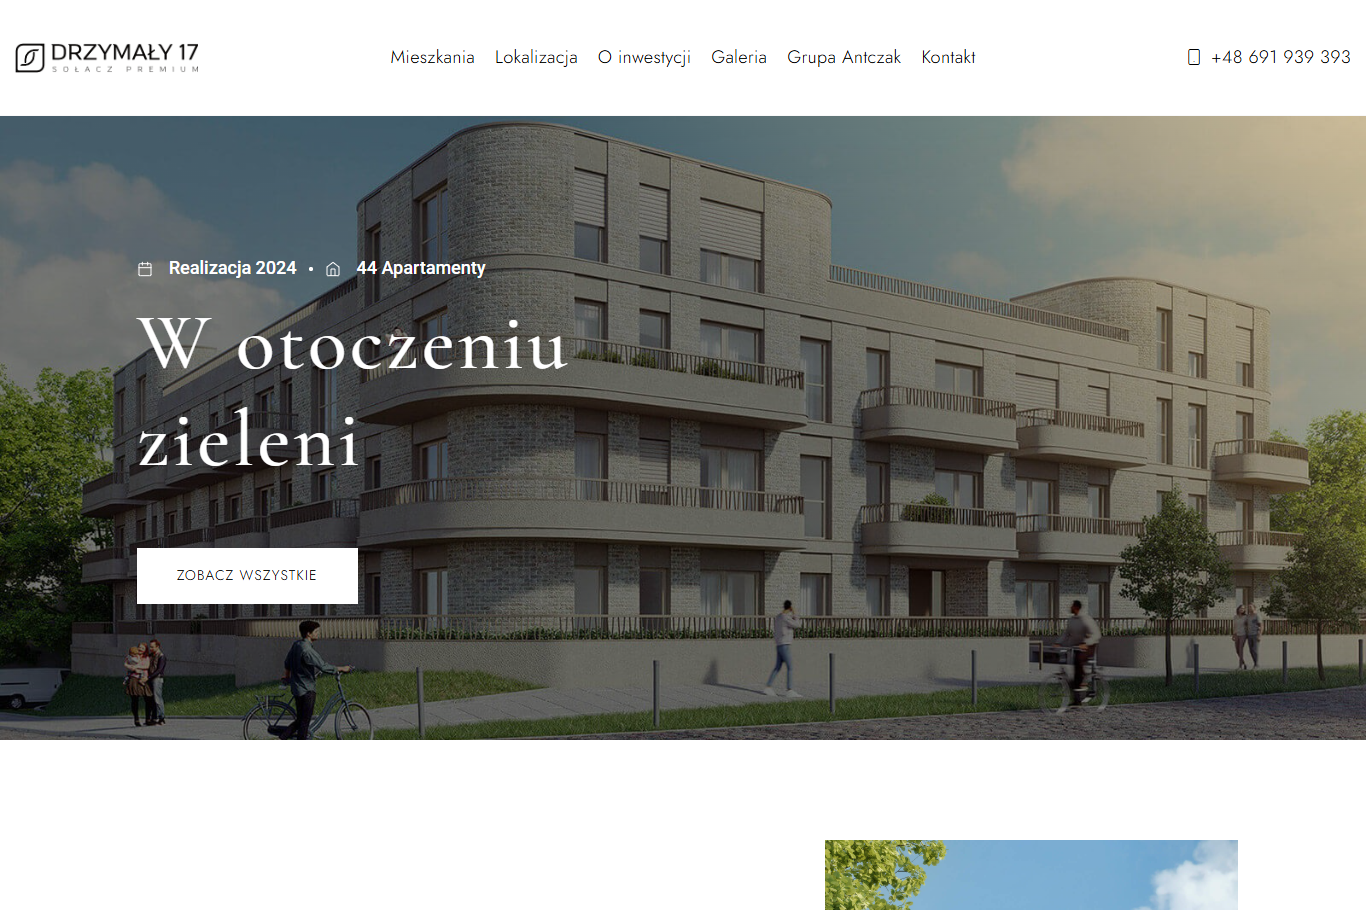 DRZYMAŁY 17
SOŁACZ PREMIUM
Mieszkania
Lokalizacja
O inwestycji
Galeria
Grupa Antczak
Kontakt
+48 691 939 393
Realizacja 2024 • 44 Apartamenty
W otoczeniu
zieleni
ZOBACZ WSZYSTKIE